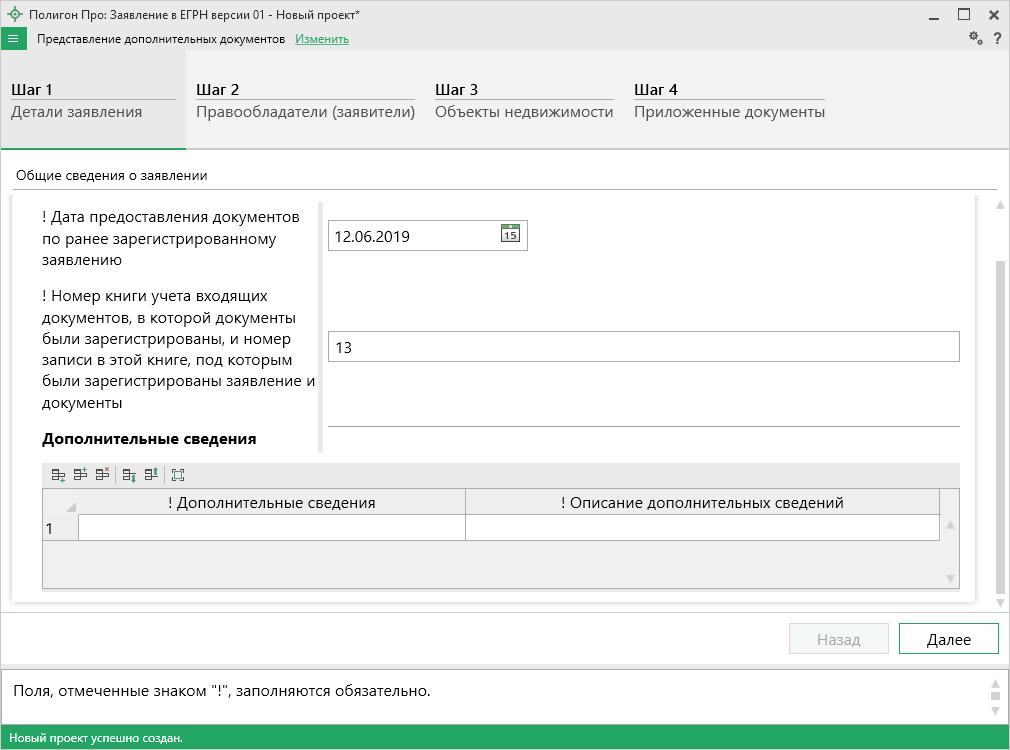 Полигон Про: Заявление в ЕГРН версии 01 - Новый проект*
Представление дополнительных документов Изменить
?
Шаг 1
Детали заявления
Шаг 2
Правообладатели (заявители)
Шаг 3
Объекты недвижимости
Шаг 4
Приложенные документы
Общие сведения о заявлении
! Дата предоставления документов
по ранее зарегистрированному
заявлению
12.06.2019
15
! Номер книги учета входящих
документов, в которой документы
были зарегистрированы, и номер
записи в этой книге, под которым
были зарегистрированы заявление и
документы
13
Дополнительные сведения
! Дополнительные сведения
! Описание дополнительных сведений
1
Назад
Далее
Поля, отмеченные знаком "!", заполняются обязательно.
Новый проект успешно создан.